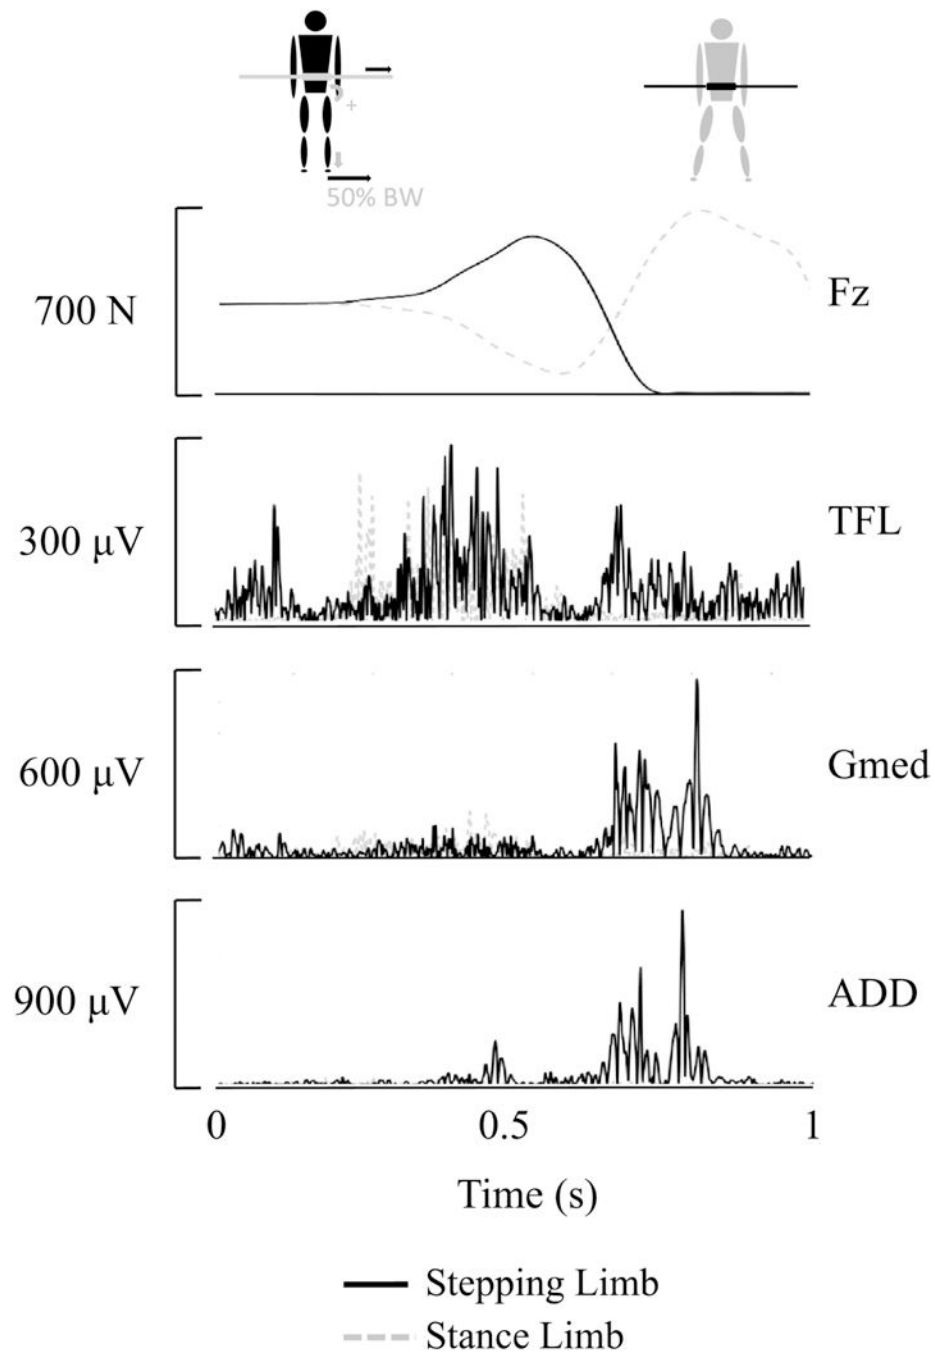 +
50% BW
700 N
Fz
300 μV
TFL
600 μV
Gmed
900 μV
ADD
0 0.5 1
Time (s)
Stepping Limb
Stance Limb